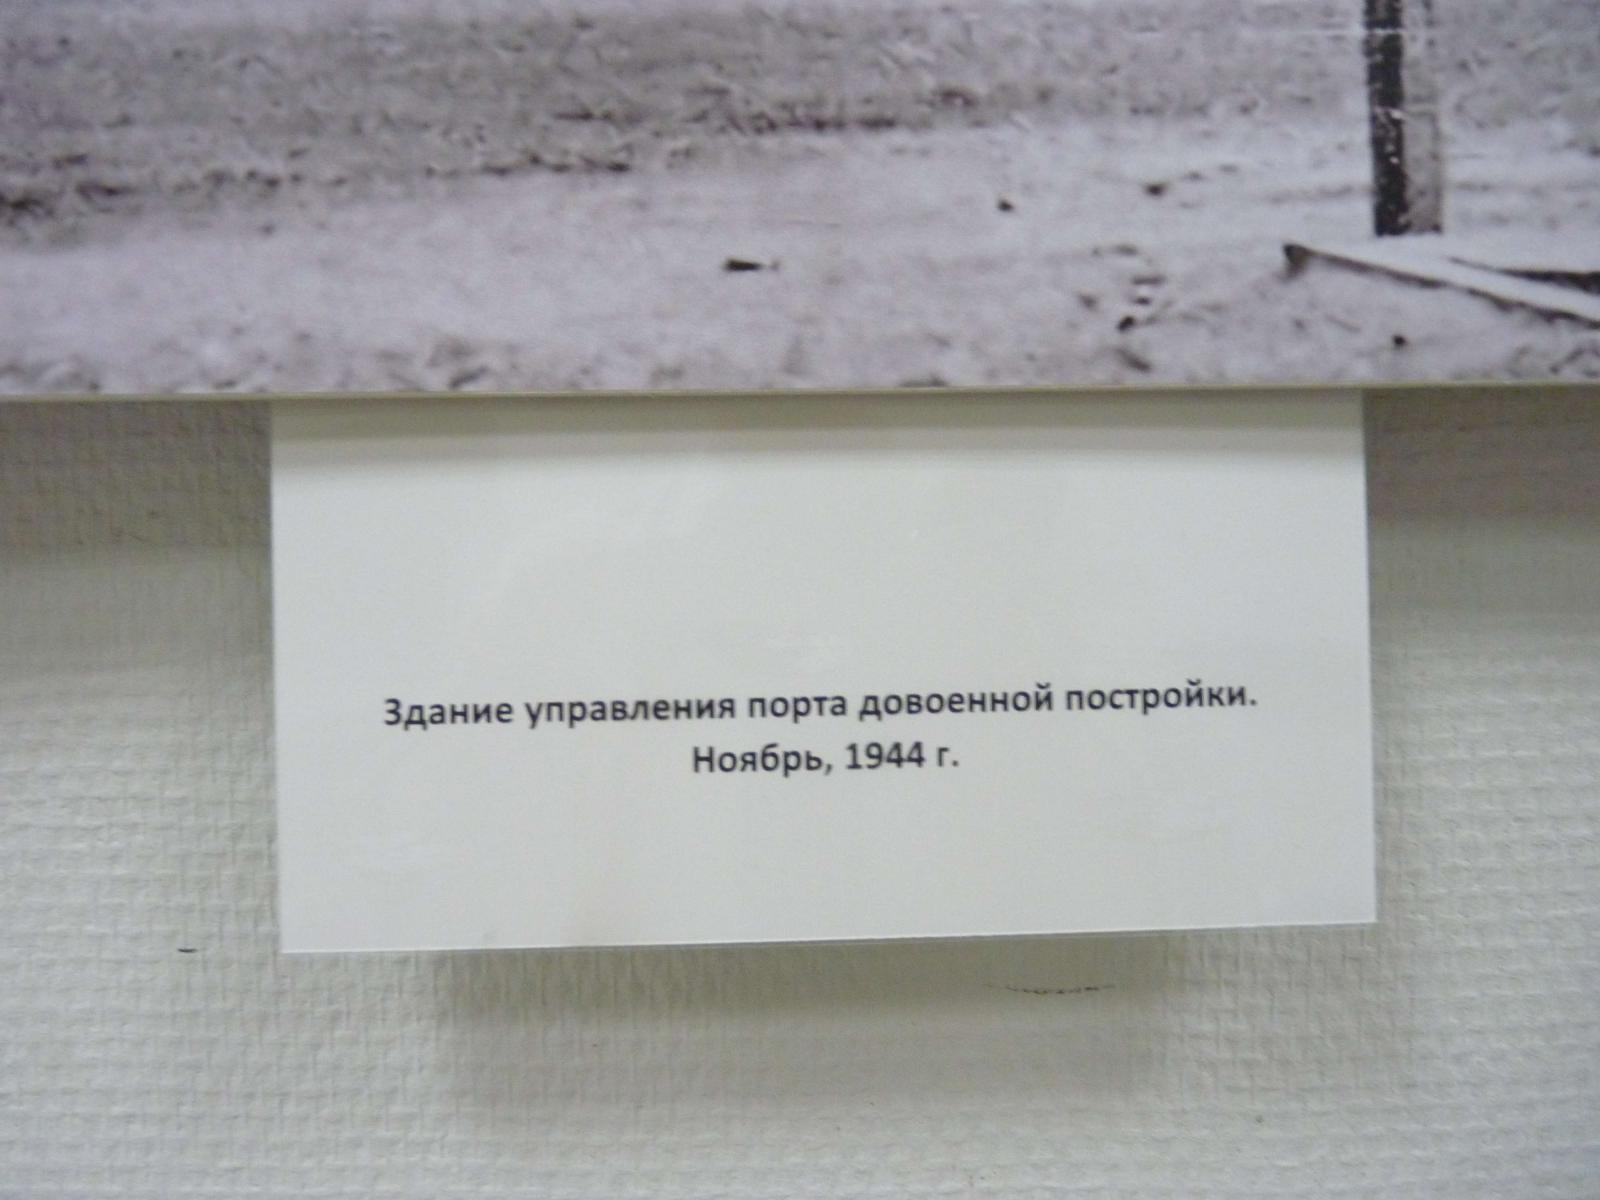 Здание управления порта довоенной постройки.
Ноябрь, 1944 г.